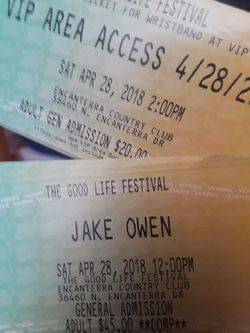 LIFE FESTIVAL
TICKET FOR WRISTBAND AT VIP
VIP AREA ACCESS 4/28/2
SAT APR 28, 2018 2:00PM
ENCANTERRA COUNTRY CLUB
36460 N. ENCANTERRA DR
ADULT GEN ADMISSION $20.00
THE GOOD LIFE FESTIVAL
JAKE OWEN
SAT APR 28, 2018 12:00PM
THE GOOD LIFE FESTIVAL
ENCANTERRA COUNTRY CLUB
36460 N ENCANTERRA DR
GENERAL ADMISSION
ADULT $45.00 **COMP**